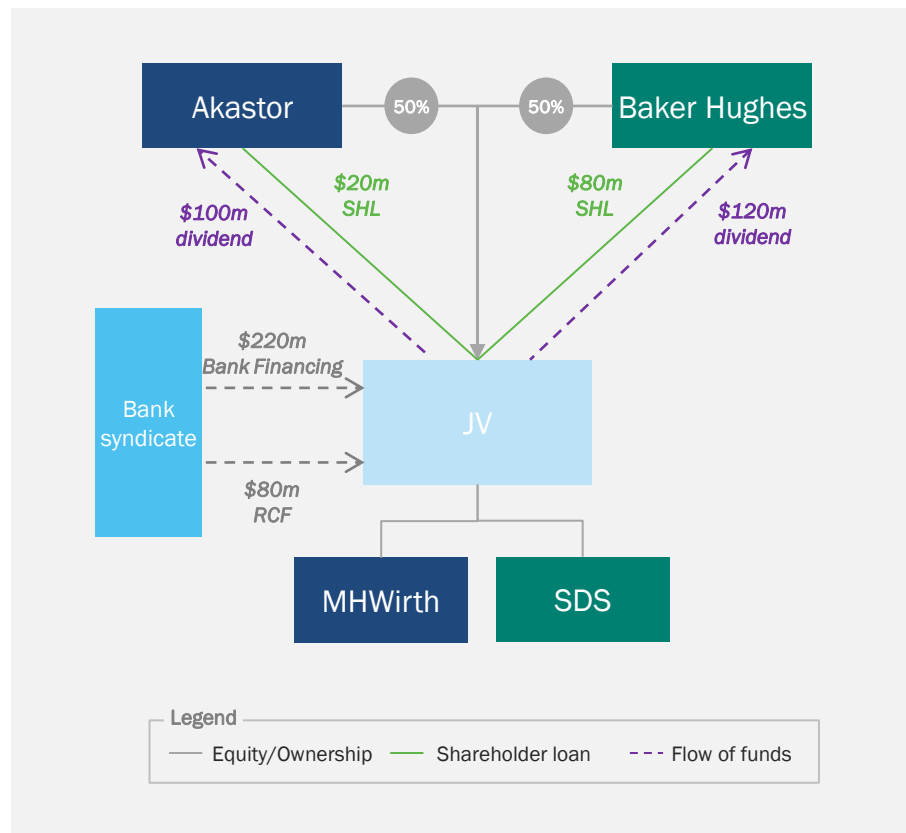 Akastor
50%
50%
Baker Hughes
$20m
SHL
$80m
SHL
$100m
dividend
$120m
dividend
$220m
Bank Financing
Bank
syndicate
JV
$80m
RCF
MHWirth
SDS
Legend
Equity/Ownership
Shareholder loan
Flow of funds